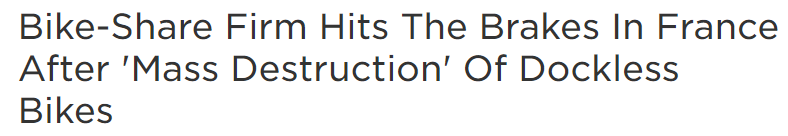 Bike-Share Firm Hits The Brakes In France
After 'Mass Destruction' Of Dockless
Bikes